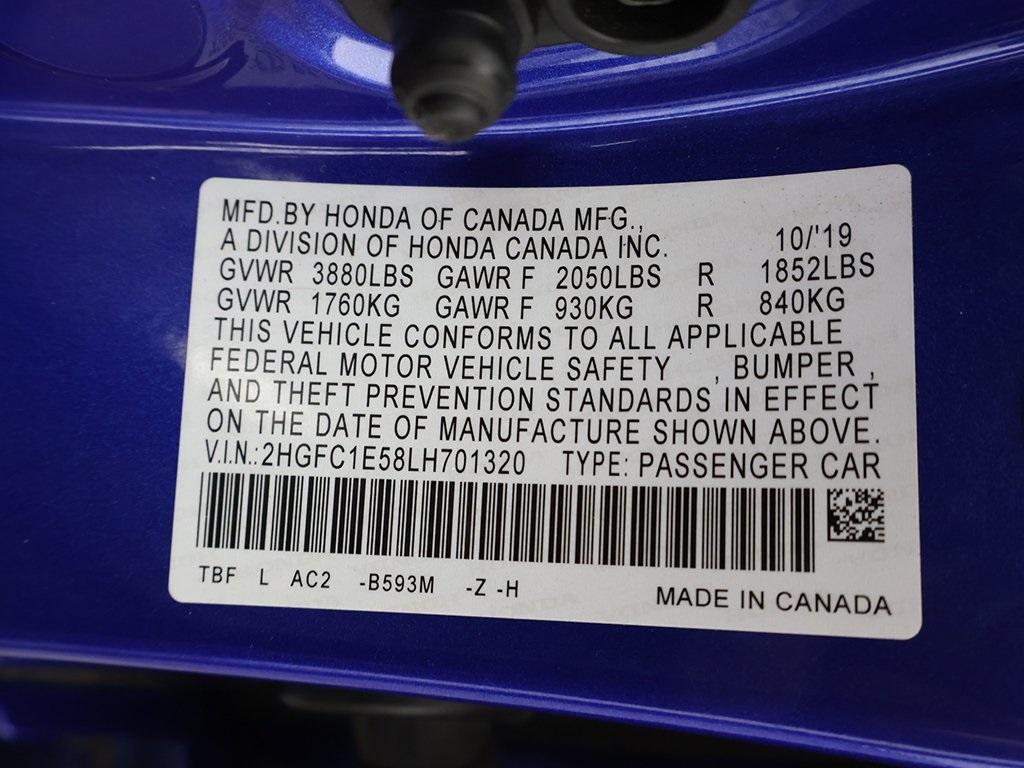 MFD.BY HONDA OF CANADA MFG.,
A DIVISION OF HONDA CANADA INC. 10/'19
GVWR 3880LBS GAWR F 2050LBS R 1852LBS
GVWR 1760KG GAWR F 930KG R 840KG
THIS VEHICLE CONFORMS TO ALL APPLICABLE
FEDERAL MOTOR VEHICLE SAFETY , BUMPER ,
AND THEFT PREVENTION STANDARDS IN EFFECT
ON THE DATE OF MANUFACTURE SHOWN ABOVE.
V.I.N.:2HGFC1E58LH701320 TYPE: PASSENGER CAR
TBF L AC2 -B593M -Z -H
MADE IN CANADA